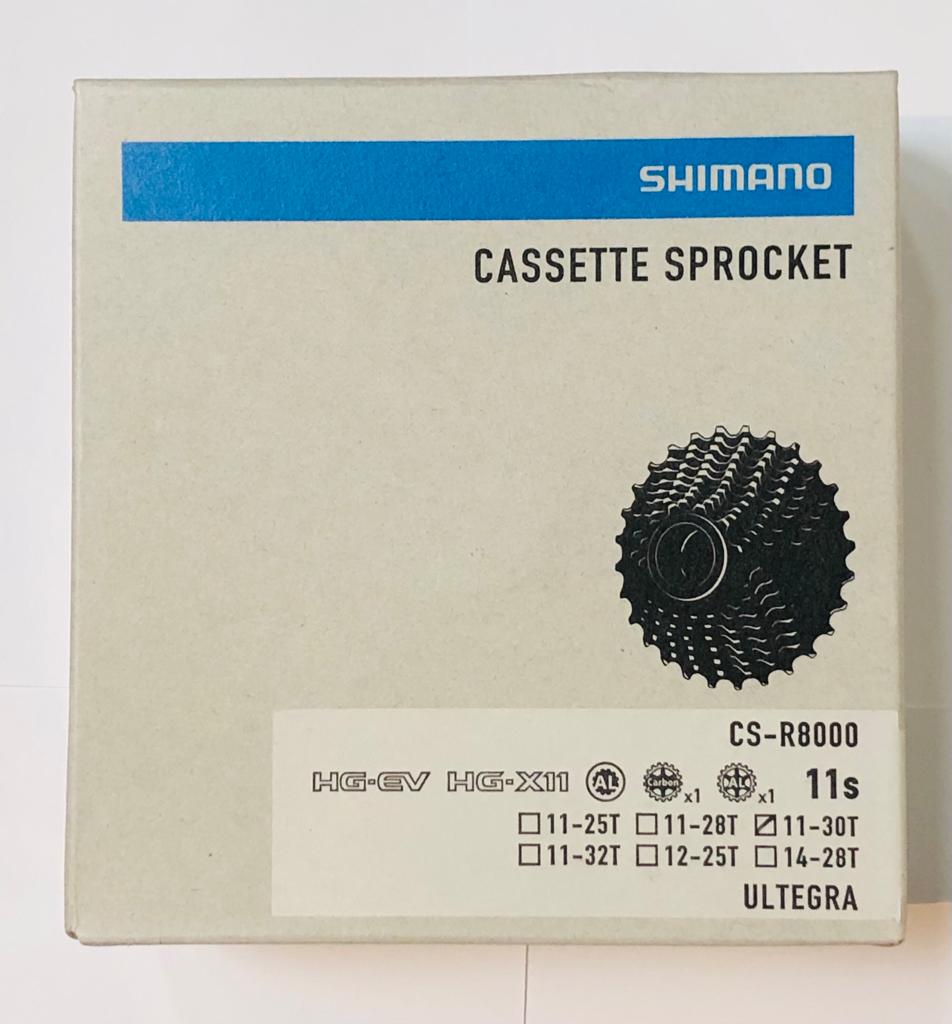 SHIMANO
CASSETTE SPROCKET
CS-R8000
HG-EV HG-X11 AL Carbon x1 AL x1 11s
☐11-25T ☐11-28T ☑11-30T
☐11-32T ☐12-25T ☐14-28T
ULTEGRA